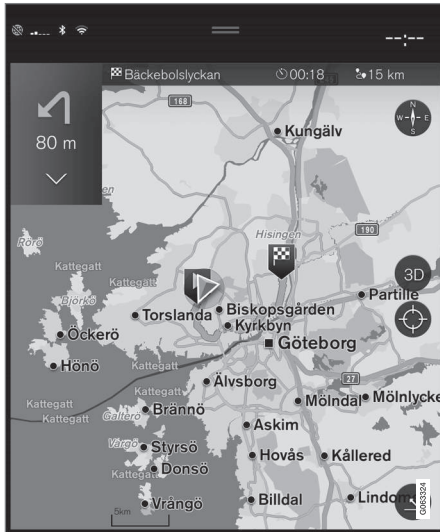 --:--
Bäckebolslyckan 00:18 15 km
80 m
168
Kungälv
W N E
S
Hisingen
190
Rörö
Kattegatt
Kattegatt
3D
Björkö
Partille
Torslanda
Biskopsgården
Kyrkbyn
Öckerö
Göteborg
Hönö
Kattegatt
27
Älvsborg
Kattegatt
Kattegatt
Mölndal
Mölnlycke
Brännö
Galterö
Kattegatt
Askim
Vargö
Styrsö
Hovås
Kållered
Donsö
Kattegatt
Vrångö
Billdal
Lindom
5km
G063324